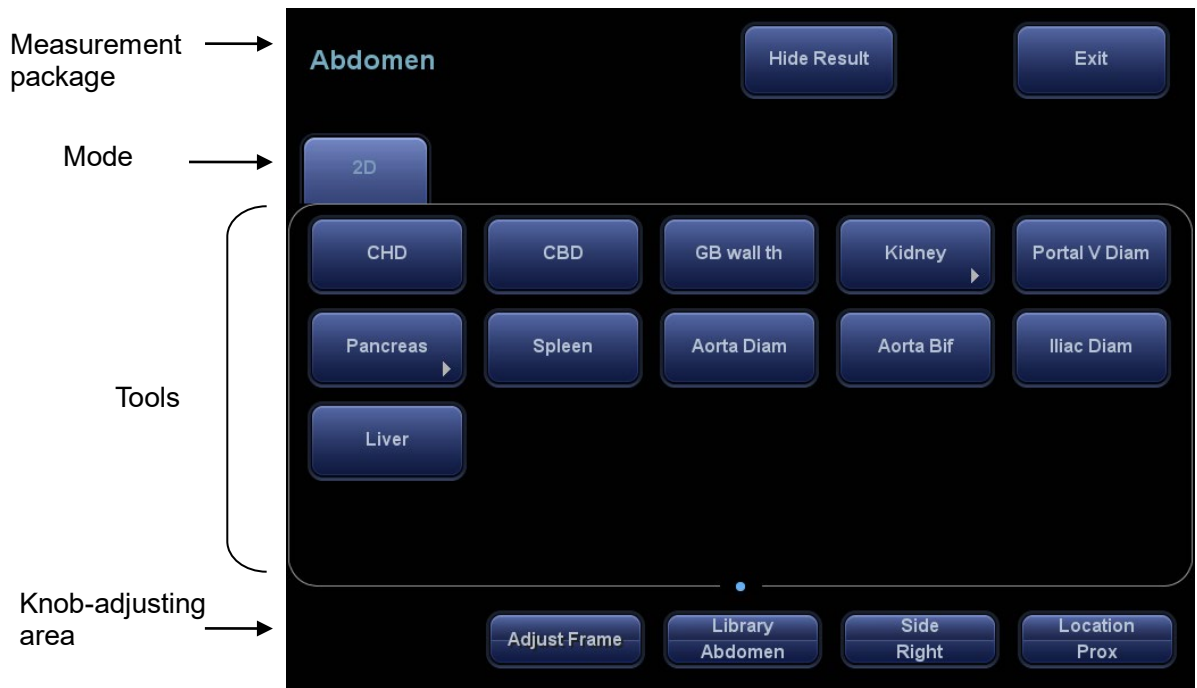 Measurement
package
Abdomen
Hide Result
Exit
Mode
2D
CHD
CBD
GB wall th
Kidney
Portal V Diam
Pancreas
Spleen
Aorta Diam
Aorta Bif
Iliac Diam
Tools
Liver
Knob-adjusting
area
Adjust Frame
Library
Abdomen
Side
Right
Location
Prox